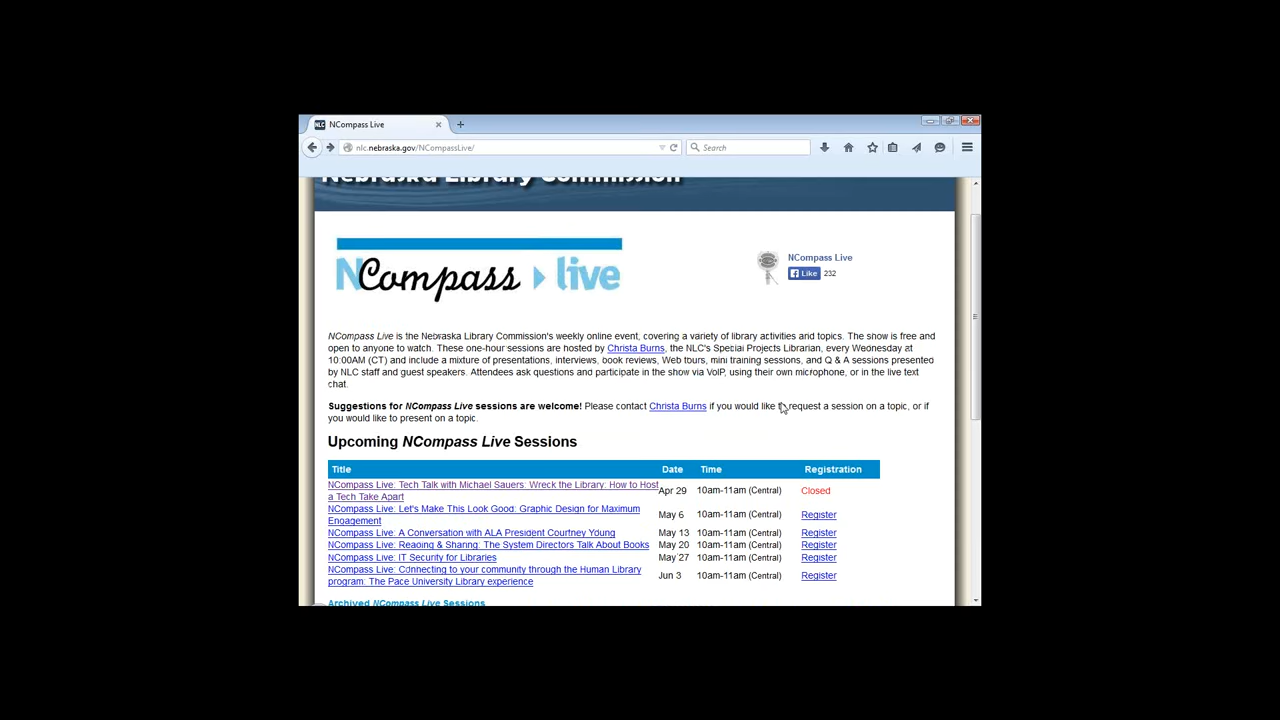 NLC NCompass Live
nlc.nebraska.gov/NCompassLive/
Search
Nebraska Library Commission
NCompass live
NCompass Live
Like 232
NCompass Live is the Nebraska Library Commission's weekly online event, covering a variety of library activities and topics. The show is free and
open to anyone to watch. These one-hour sessions are hosted by Christa Burns, the NLC's Special Projects Librarian, every Wednesday at
10:00AM (CT) and include a mixture of presentations, interviews, book reviews, Web tours, mini training sessions, and Q & A sessions presented
by NLC staff and guest speakers. Attendees ask questions and participate in the show via VoIP, using their own microphone, or in the live text
chat.
Suggestions for NCompass Live sessions are welcome! Please contact Christa Burns if you would like to request a session on a topic, or if
you would like to present on a topic.
Upcoming NCompass Live Sessions
Title Date Time Registration
NCompass Live: Tech Talk with Michael Sauers: Wreck the Library: How to Host
a Tech Take Apart Apr 29 10am-11am (Central) Closed
NCompass Live: Let's Make This Look Good: Graphic Design for Maximum
Engagement May 6 10am-11am (Central) Register
NCompass Live: A Conversation with ALA President Courtney Young May 13 10am-11am (Central) Register
NCompass Live: Reading & Sharing: The System Directors Talk About Books May 20 10am-11am (Central) Register
NCompass Live: IT Security for Libraries May 27 10am-11am (Central) Register
NCompass Live: Connecting to your community through the Human Library
program: The Pace University Library experience Jun 3 10am-11am (Central) Register
Archived NCompass Live Sessions